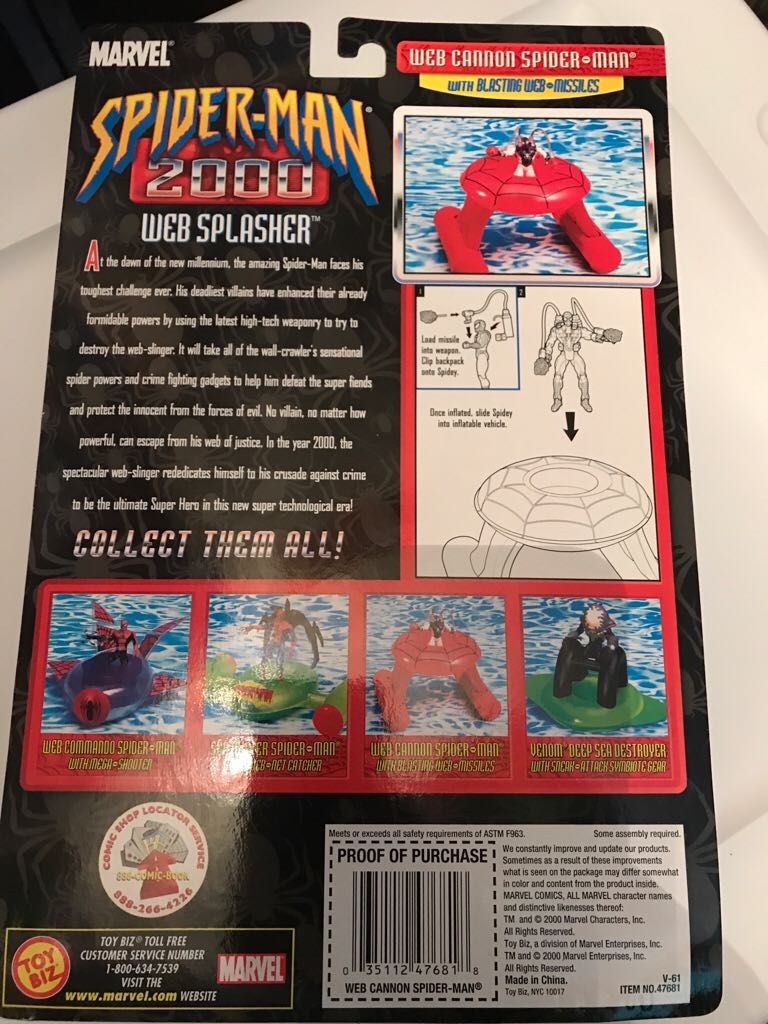 MARVEL®
SPIDER-MAN®
2000
WEB SPLASHER™
At the dawn of the new millennium, the amazing Spider-Man faces his
toughest challenge ever. His deadliest villains have enhanced their already
formidable powers by using the latest high-tech weaponry to try to
destroy the web-slinger. It will take all of the wall-crawler's sensational
spider powers and crime fighting gadgets to help him defeat the super fiends
and protect the innocent from the forces of evil. No villain, no matter how
powerful, can escape from his web of justice. In the year 2000, the
spectacular web-slinger rededicates himself to his crusade against crime
to be the ultimate Super Hero in this new super technological era!
COLLECT THEM ALL!
WEB CANNON SPIDER-MAN®
WITH BLASTING WEB-MISSILES
1
2
Load missile
into weapon.
Clip backpack
onto Spidey.
Once inflated, slide Spidey
into inflatable vehicle.
WEB COMMANDO SPIDER-MAN®
WITH MEGA-SHOOTER
SPIDER-MAN®
NET CATCHER
WEB CANNON SPIDER-MAN®
WITH BLASTING WEB-MISSILES
VENOM® DEEP SEA DESTROYER
WITH SNEAK-ATTACK SYMBIOTE GEAR
COMIC SHOP LOCATOR SERVICE
888-COMIC-BOOK
888-266-4226
TOY BIZ
TOY BIZ® TOLL FREE
CUSTOMER SERVICE NUMBER
1-800-634-7539
VISIT THE
www.marvel.com WEBSITE
MARVEL
Meets or exceeds all safety requirements of ASTM F963.
Some assembly required.
PROOF OF PURCHASE
0 35112 47681 8
WEB CANNON SPIDER-MAN®
We constantly improve and update our products.
Sometimes as a result of these improvements
what is seen on the package may differ somewhat
in color and content from the product inside.
MARVEL COMICS, ALL MARVEL character names
and distinctive likenesses thereof:
TM and © 2000 Marvel Characters, Inc.
All Rights Reserved.
Toy Biz, a division of Marvel Enterprises, Inc.
TM and © 2000 Marvel Enterprises, Inc.
All Rights Reserved.
Made in China.
Toy Biz, NYC 10017
V-61
ITEM NO.47681